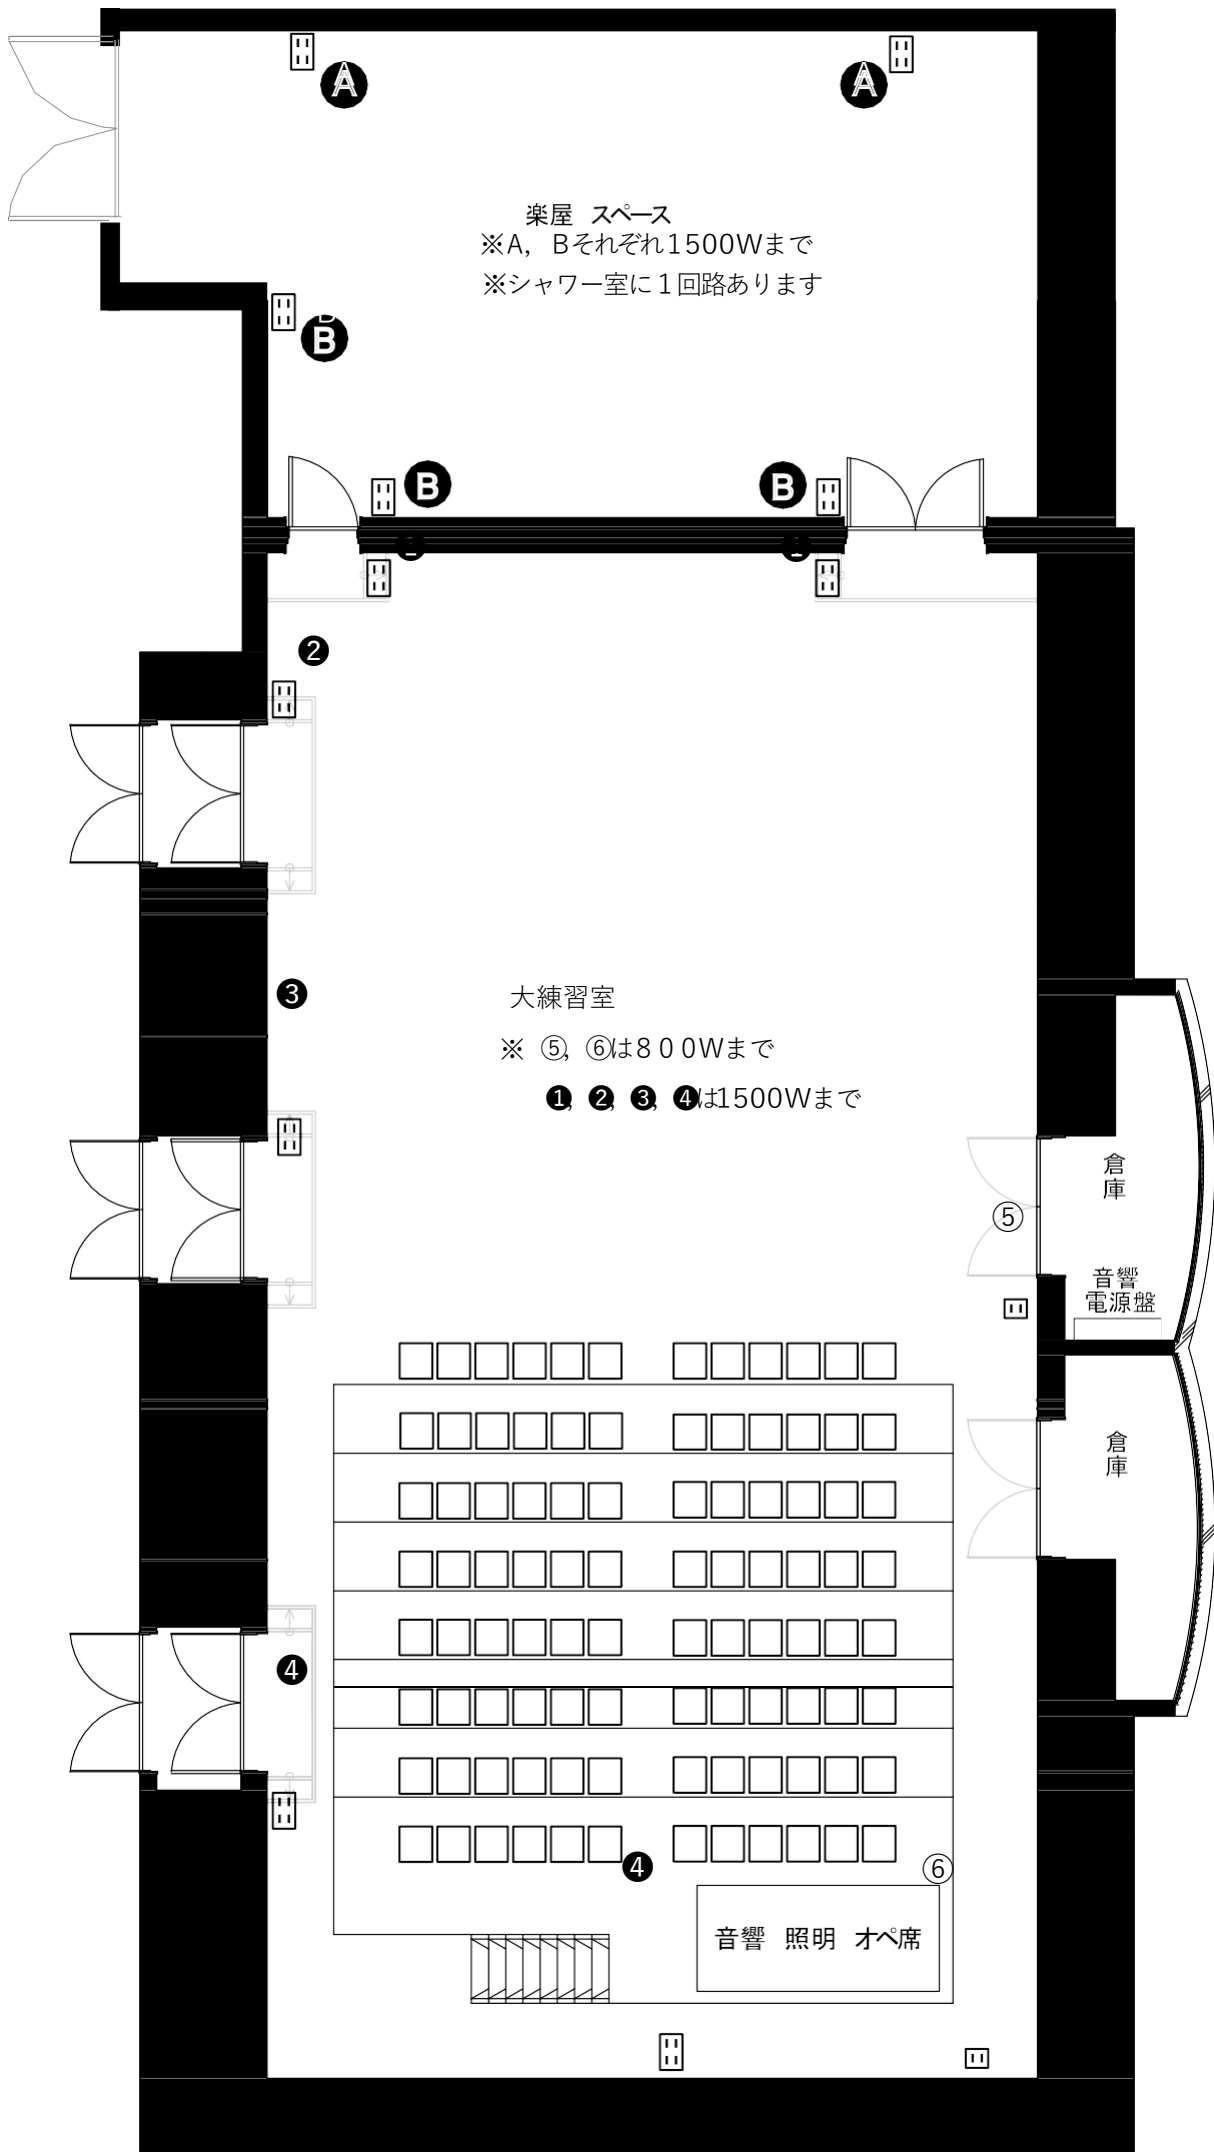 A
A
楽屋 スペース
※A, Bそれぞれ1500Wまで
※シャワー室に1回路あります
B
B
B
1
1
❷
❸
大練習室
※ ⑤, ⑥は800Wまで
❶, ❷, ❸, ❹は1500Wまで
倉庫
⑤
音響
電源盤
倉庫
❹
❹
⑥
音響 照明 オペ席